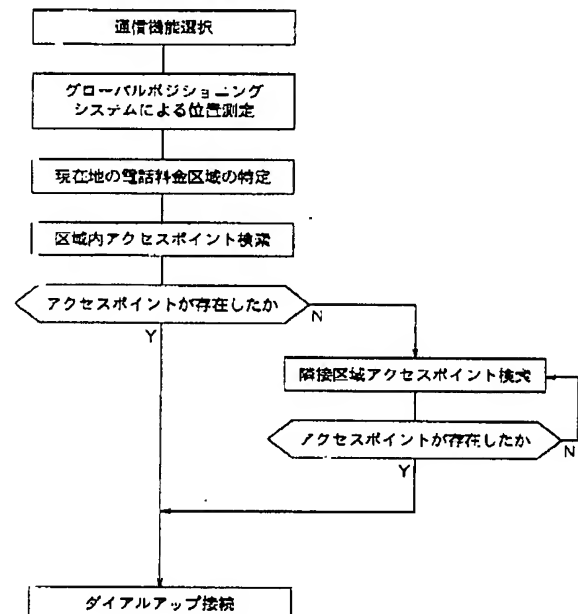 通信機能選択
グローバルポジショニング
システムによる位置測定
現在地の電話料金区域の特定
区域内アクセスポイント検索
アクセスポイントが存在したか
N
Y
隣接区域アクセスポイント検索
アクセスポイントが存在したか
N
Y
ダイアルアップ接続